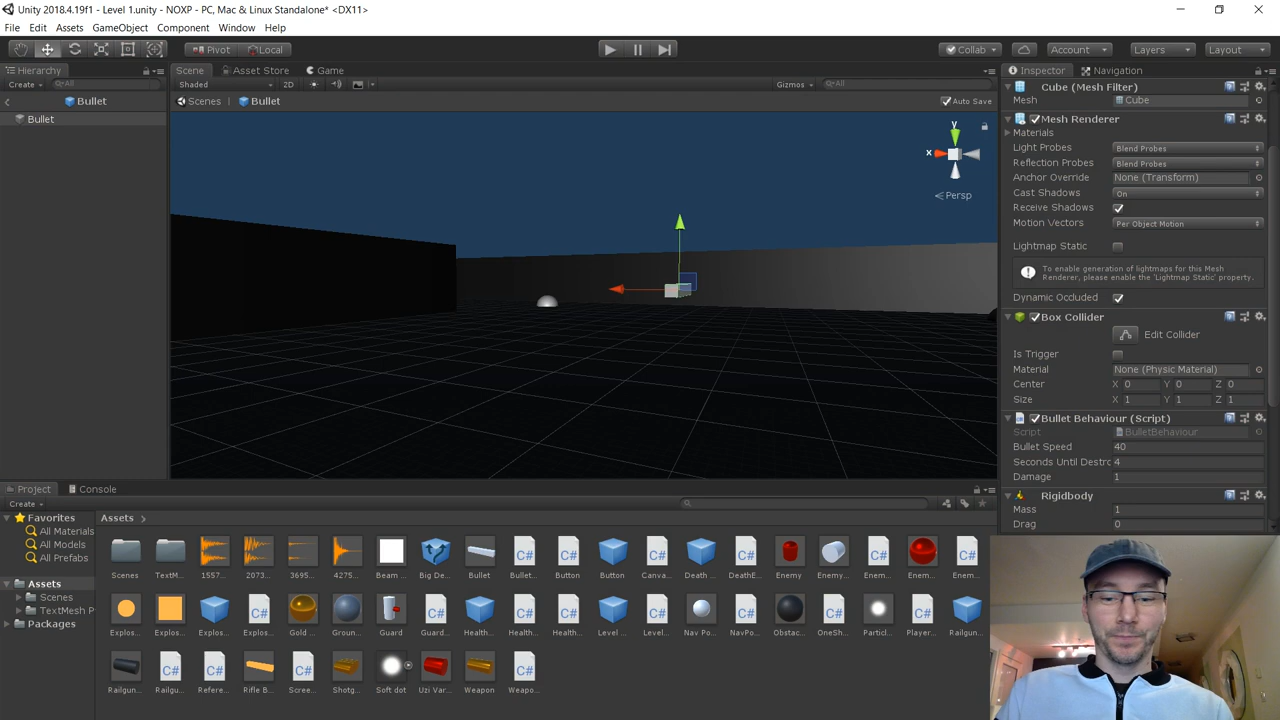 Unity 2018.4.19f1 - Level 1.unity - NOXP - PC, Mac & Linux Standalone* <DX11>
File Edit Assets GameObject Component Window Help
Pivot Local Collab Account Layers Layout
Hierarchy Scene Asset Store Game Inspector Navigation
Create All Shaded 2D Gizmos All
Bullet Scenes Bullet Auto Save
Bullet
y
x
Persp
Cube (Mesh Filter)
Mesh Cube
Mesh Renderer
Materials
Light Probes Blend Probes
Reflection Probes Blend Probes
Anchor Override None (Transform)
Cast Shadows On
Receive Shadows
Motion Vectors Per Object Motion
Lightmap Static
To enable generation of lightmaps for this Mesh
Renderer, please enable the 'Lightmap Static' property.
Dynamic Occluded
Box Collider
Edit Collider
Is Trigger
Material None (Physic Material)
Center X 0 Y 0 Z 0
Size X 1 Y 1 Z 1
Bullet Behaviour (Script)
Script BulletBehaviour
Bullet Speed 40
Seconds Until Destro 4
Damage 1
Rigidbody
Mass 1
Drag 0
Project Console
Create
Favorites
All Materials
All Models
All Prefabs
Assets
Scenes
TextMesh P
Packages
Assets
Scenes TextM... 1557... 2073... 3695... 4275... Beam ... Big De... Bullet Bullet... Button Button Canva... Death ... DeathE... Enemy Enemy... Enem... Enem... Enem...
Explos... Explos... Explos... Explos... Gold ... Groun... Guard Guard... Health... Health... Health... Level ... Level... Nav Po... NavPo... Obstac... OneSh... Particl... Player... Railgun...
Railgu... Railgu... Refere... Rifle B... Scree... Shotg... Soft dot Uzi Var... Weapon Weapo...